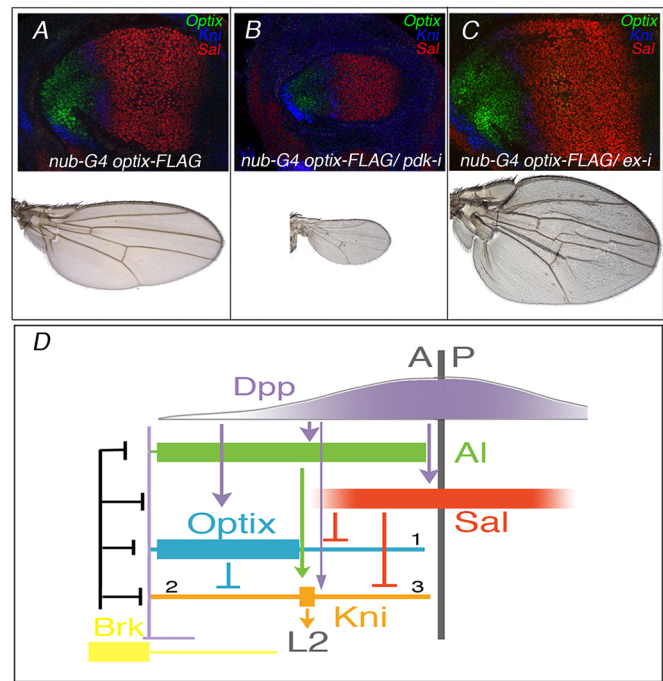 A
Optix
Kni
Sal
nub-G4 optix-FLAG
B
Optix
Kni
Sal
nub-G4 optix-FLAG/ pdk-i
C
Optix
Kni
Sal
nub-G4 optix-FLAG/ ex-i
D
A P
Dpp
Al
Sal
Optix
1
2
3
Kni
Brk
L2